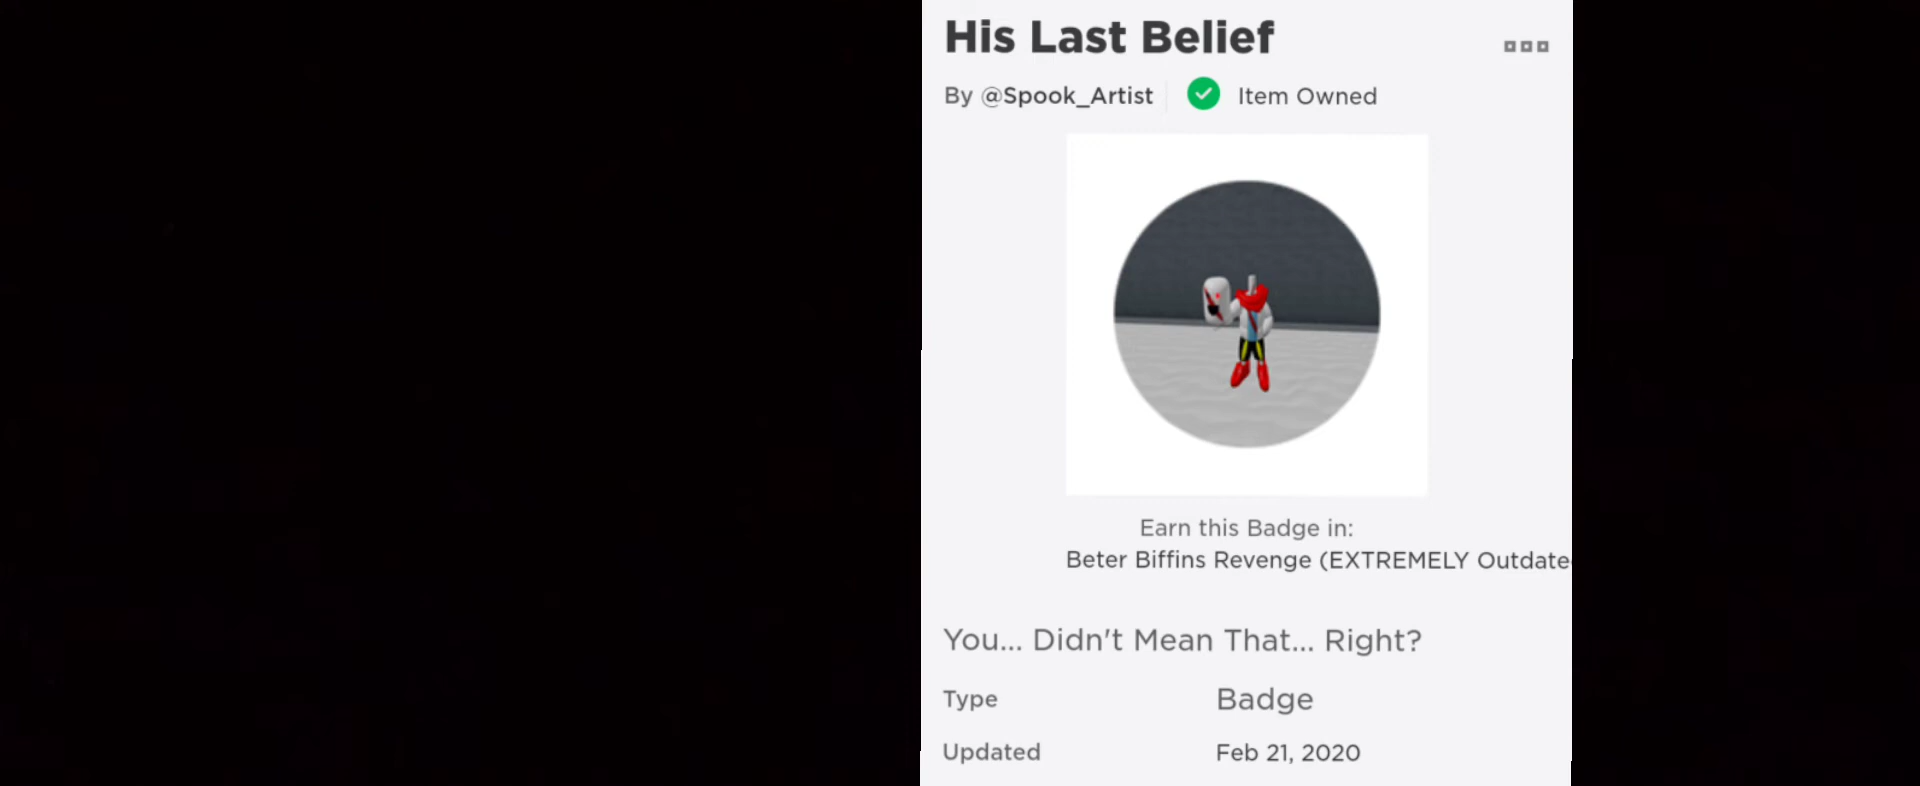 His Last Belief
By @Spook_Artist
Item Owned
Earn this Badge in:
Beter Biffins Revenge (EXTREMELY Outdate
You... Didn't Mean That... Right?
Type Badge
Updated Feb 21, 2020